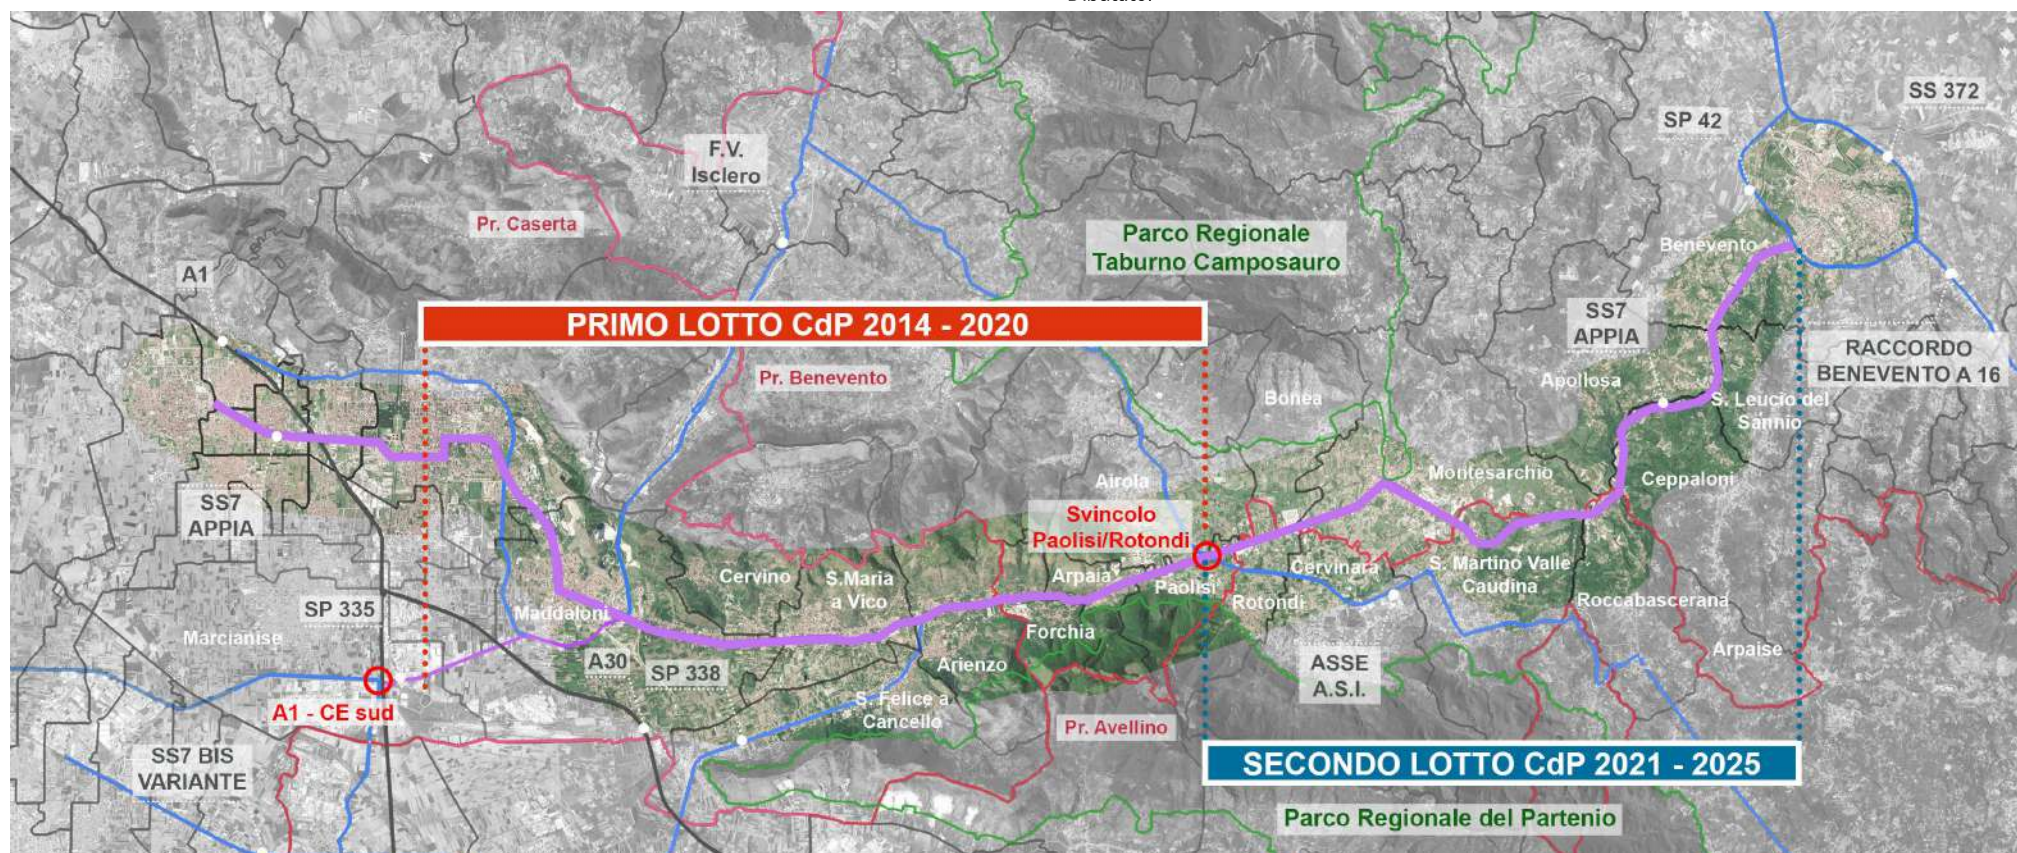 Dibattito.
SS 372
SP 42
F.V.
Isclero
Pr. Caserta
Parco Regionale
Taburno Camposauro
Benevento
A1
PRIMO LOTTO CdP 2014 - 2020
SS7
APPIA
RACCORDO
BENEVENTO A 16
Pr. Benevento
Apollosa
Bonea
S. Leucio del
Sannio
Airola
Montesarchio
Ceppaloni
SS7
APPIA
Svincolo
Paolisi/Rotondi
Cervino
S.Maria
a Vico
Arpaia
Paolisi
Cervinara
S. Martino Valle
Caudina
Rotondi
Roccabascerana
SP 335
Maddaloni
Marcianise
Forchia
Arpaise
A30
SP 338
Arienzo
ASSE
A.S.I.
A1 - CE sud
S. Felice a
Cancello
Pr. Avellino
SS7 BIS
VARIANTE
SECONDO LOTTO CdP 2021 - 2025
Parco Regionale del Partenio